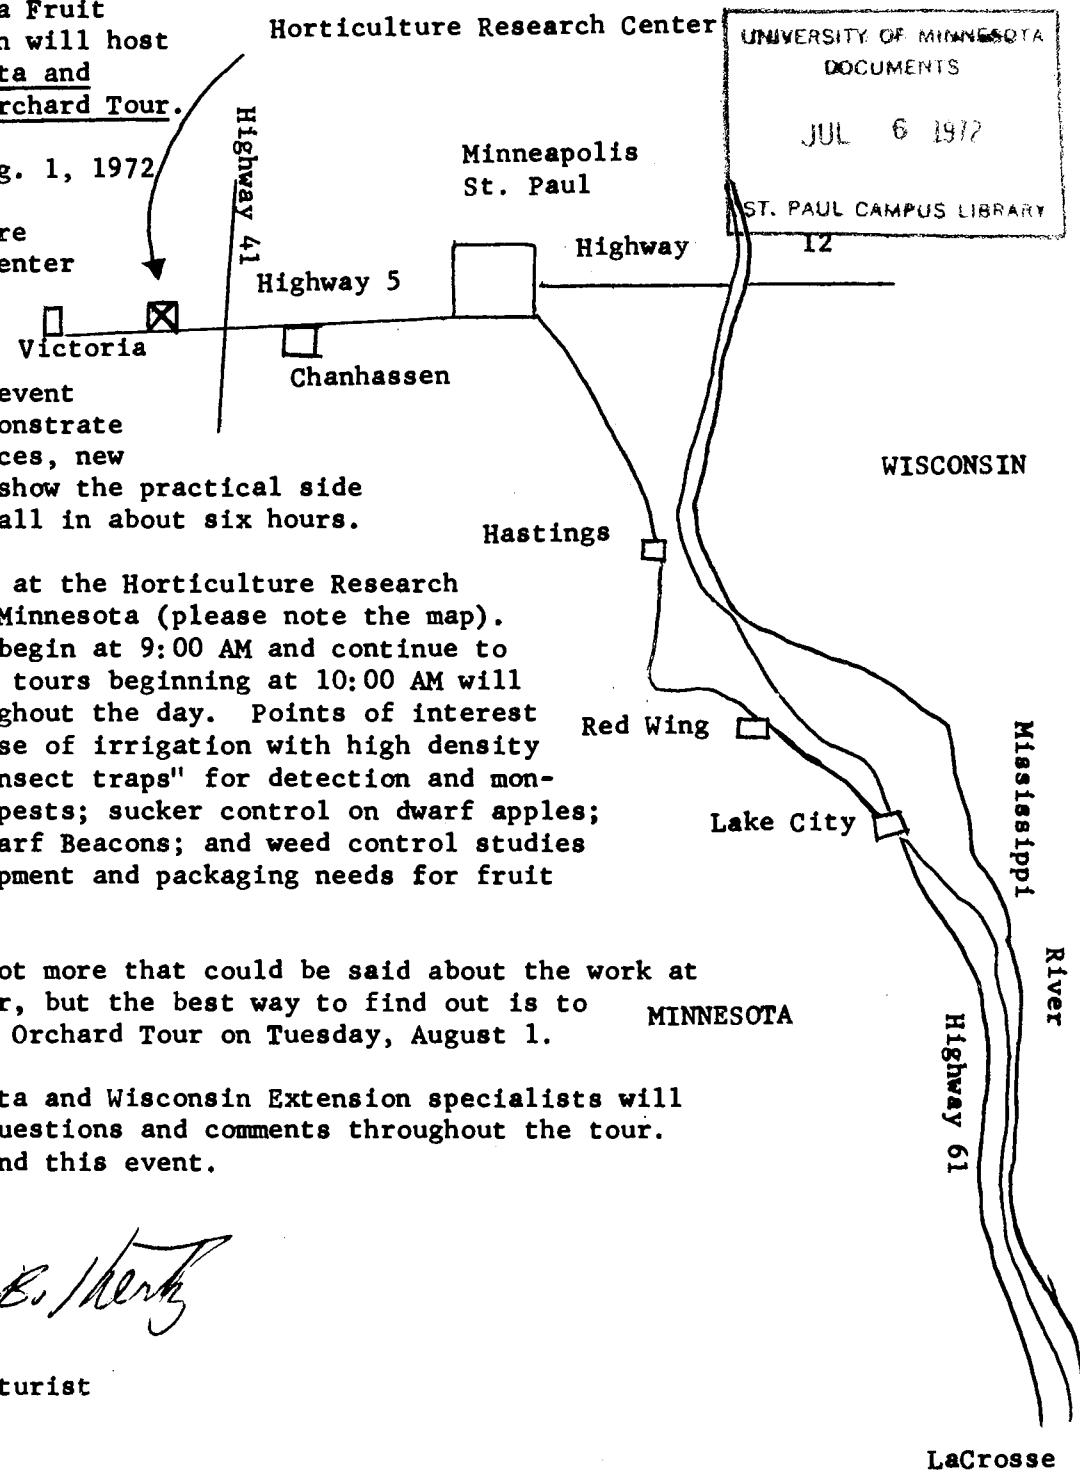 a Fruit
n will host
ta and
rchard Tour.
g. 1, 1972
re
enter
Horticulture Research Center
UNIVERSITY OF MINNESOTA
DOCUMENTS
JUL 6 1972
ST. PAUL CAMPUS LIBRARY
Highway 41
Minneapolis
St. Paul
Highway 12
Highway 5
Victoria
Chanhassen
WISCONSIN
event
onstrate
ces, new
show the practical side
all in about six hours.
Hastings
at the Horticulture Research
Minnesota (please note the map).
begin at 9:00 AM and continue to
tours beginning at 10:00 AM will
ghout the day. Points of interest
se of irrigation with high density
nsect traps" for detection and mon-
pests; sucker control on dwarf apples;
arf Beacons; and weed control studies
pment and packaging needs for fruit
Red Wing
Lake City
Mississippi
River
ot more that could be said about the work at
r, but the best way to find out is to
Orchard Tour on Tuesday, August 1.
MINNESOTA
Highway 61
ta and Wisconsin Extension specialists will
uestions and comments throughout the tour.
nd this event.
turist
LaCrosse